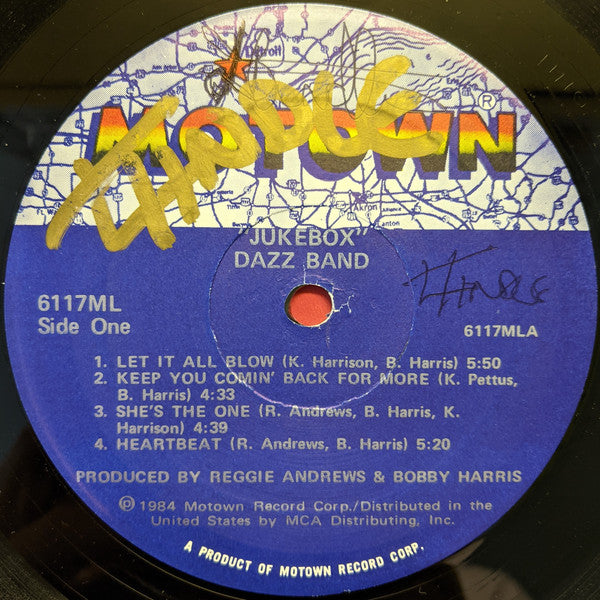 Detroit
MOTOWN®
Akron
"JUKEBOX"
DAZZ BAND
6117ML
Side One
6117MLA
1. LET IT ALL BLOW (K. Harrison, B. Harris) 5:50
2. KEEP YOU COMIN' BACK FOR MORE (K. Pettus,
B. Harris) 4:33
3. SHE'S THE ONE (R. Andrews, B. Harris, K.
Harrison) 4:39
4. HEARTBEAT (R. Andrews, B. Harris) 5:20
PRODUCED BY REGGIE ANDREWS & BOBBY HARRIS
℗ 1984 Motown Record Corp./Distributed in the
United States by MCA Distributing, Inc.
A PRODUCT OF MOTOWN RECORD CORP.